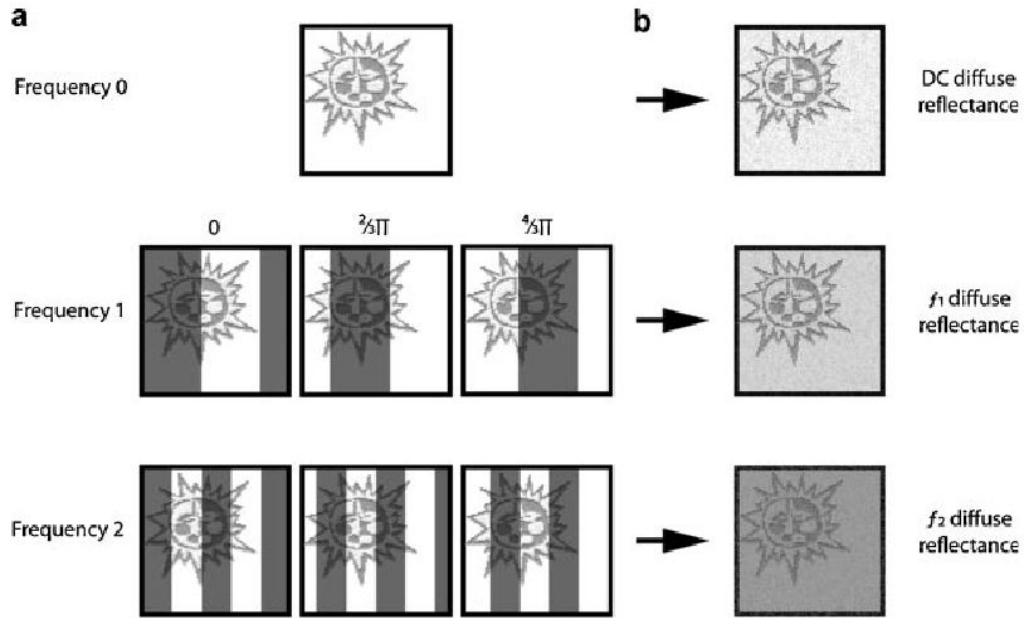 a
b
Frequency 0
DC diffuse
reflectance
0
⅔π
4/3π
Frequency 1
f1 diffuse
reflectance
Frequency 2
f2 diffuse
reflectance